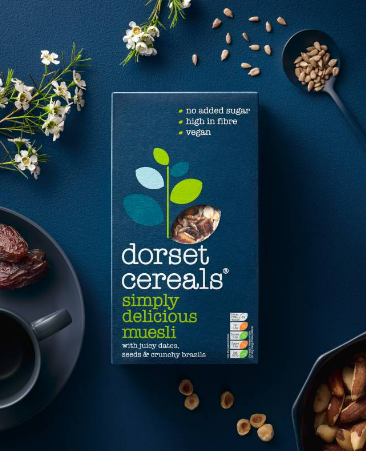 no added sugar
high in fibre
vegan
dorset
cereals®
simply
delicious
muesli
with juicy dates,
seeds & crunchy brazils